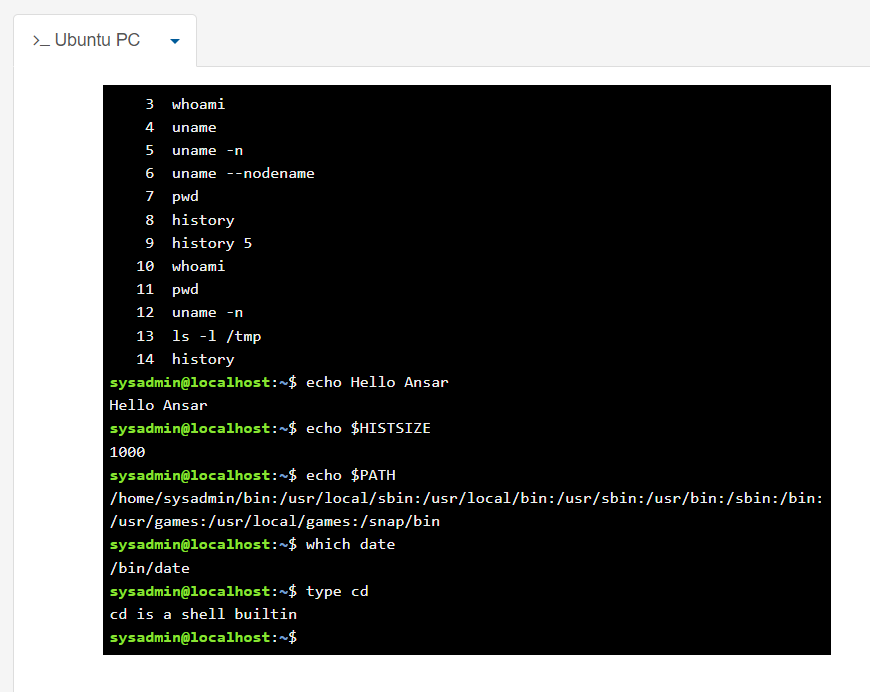 >_ Ubuntu PC
3 whoami
4 uname
5 uname -n
6 uname --nodename
7 pwd
8 history
9 history 5
10 whoami
11 pwd
12 uname -n
13 ls -l /tmp
14 history
sysadmin@localhost:~$ echo Hello Ansar
Hello Ansar
sysadmin@localhost:~$ echo $HISTSIZE
1000
sysadmin@localhost:~$ echo $PATH
/home/sysadmin/bin:/usr/local/sbin:/usr/local/bin:/usr/sbin:/usr/bin:/sbin:/bin:
/usr/games:/usr/local/games:/snap/bin
sysadmin@localhost:~$ which date
/bin/date
sysadmin@localhost:~$ type cd
cd is a shell builtin
sysadmin@localhost:~$